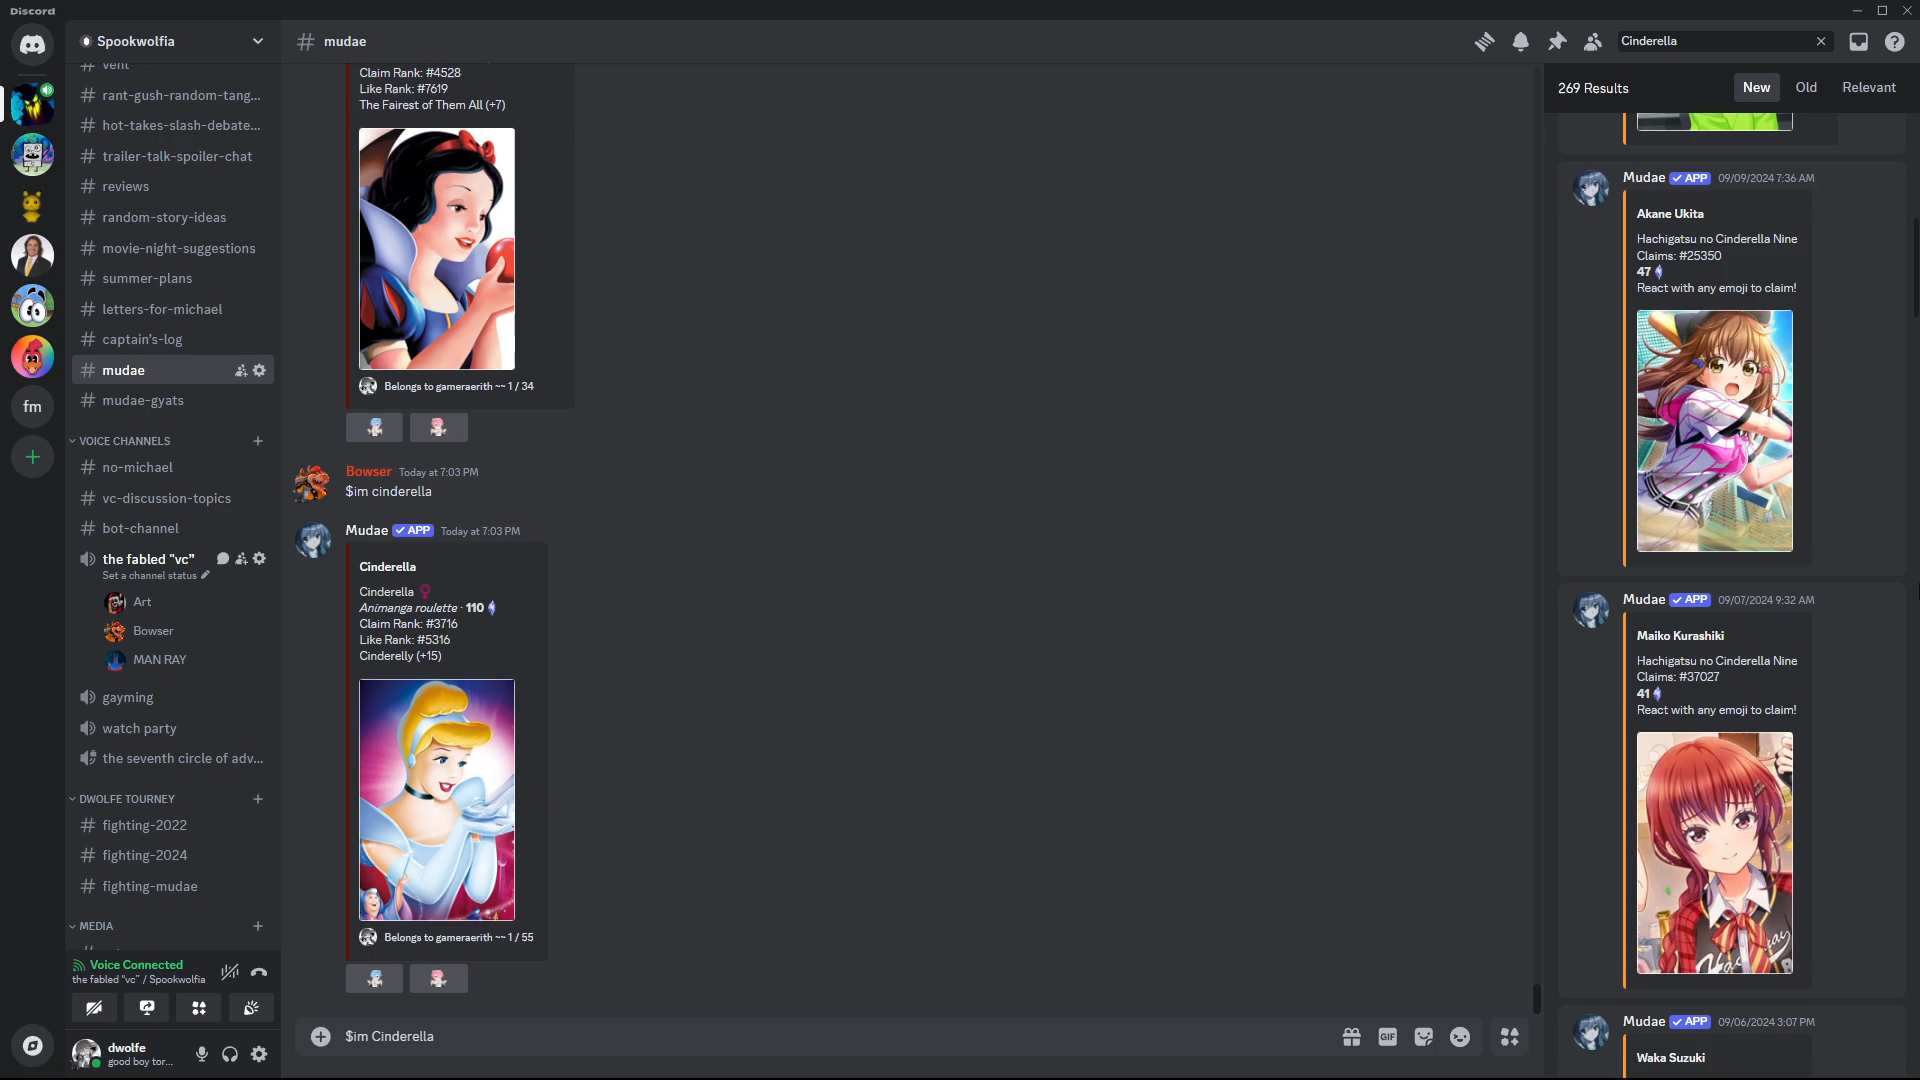 Discord
Spookwolfia
vent
rant-gush-random-tang...
hot-takes-slash-debate...
trailer-talk-spoiler-chat
reviews
random-story-ideas
movie-night-suggestions
summer-plans
letters-for-michael
captain's-log
mudae
mudae-gyats
VOICE CHANNELS
no-michael
vc-discussion-topics
bot-channel
the fabled "vc"
Set a channel status
Art
Bowser
MAN RAY
gayming
watch party
the seventh circle of adv...
DWOLFE TOURNEY
fighting-2022
fighting-2024
fighting-mudae
MEDIA
Voice Connected
the fabled "vc" / Spookwolfia
dwolfe
good boy tor...
fm
# mudae
Claim Rank: #4528
Like Rank: #7619
The Fairest of Them All (+7)
Belongs to gameraerith ~~ 1 / 34
Bowser Today at 7:03 PM
$im cinderella
Mudae ✓ APP Today at 7:03 PM
Cinderella
Cinderella ♀
Animanga roulette · 110
Claim Rank: #3716
Like Rank: #5316
Cinderelly (+15)
Belongs to gameraerith ~~ 1 / 55
$im Cinderella
GIF
Cinderella
269 Results
New Old Relevant
Mudae ✓ APP 09/09/2024 7:36 AM
Akane Ukita
Hachigatsu no Cinderella Nine
Claims: #25350
47
React with any emoji to claim!
Mudae ✓ APP 09/07/2024 9:32 AM
Maiko Kurashiki
Hachigatsu no Cinderella Nine
Claims: #37027
41
React with any emoji to claim!
Mudae ✓ APP 09/06/2024 3:07 PM
Waka Suzuki